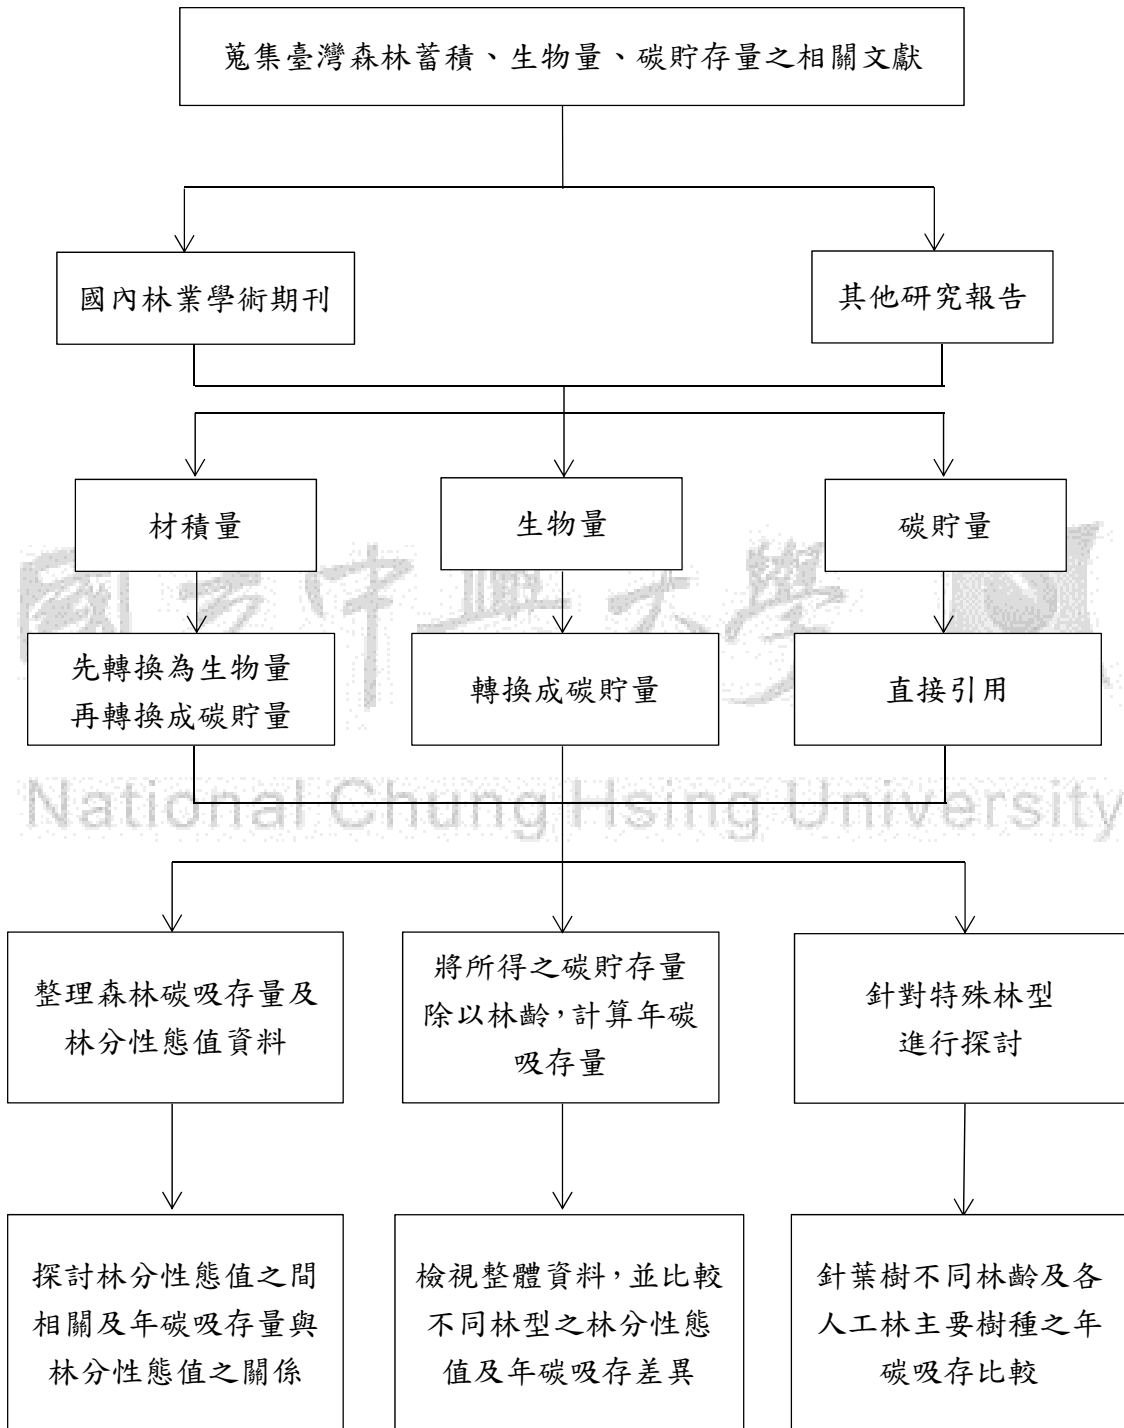 蒐集臺灣森林蓄積、生物量、碳貯存量之相關文獻
國內林業學術期刊
其他研究報告
材積量
生物量
碳貯量
國立中興大學
先轉換為生物量
再轉換成碳貯量
轉換成碳貯量
直接引用
National Chung Hsing University
整理森林碳吸存量及
林分性態值資料
將所得之碳貯存量
除以林齡，計算年碳
吸存量
針對特殊林型
進行探討
探討林分性態值之間
相關及年碳吸存量與
林分性態值之關係
檢視整體資料，並比較
不同林型之林分性態
值及年碳吸存差異
針葉樹不同林齡及各
人工林主要樹種之年
碳吸存比較